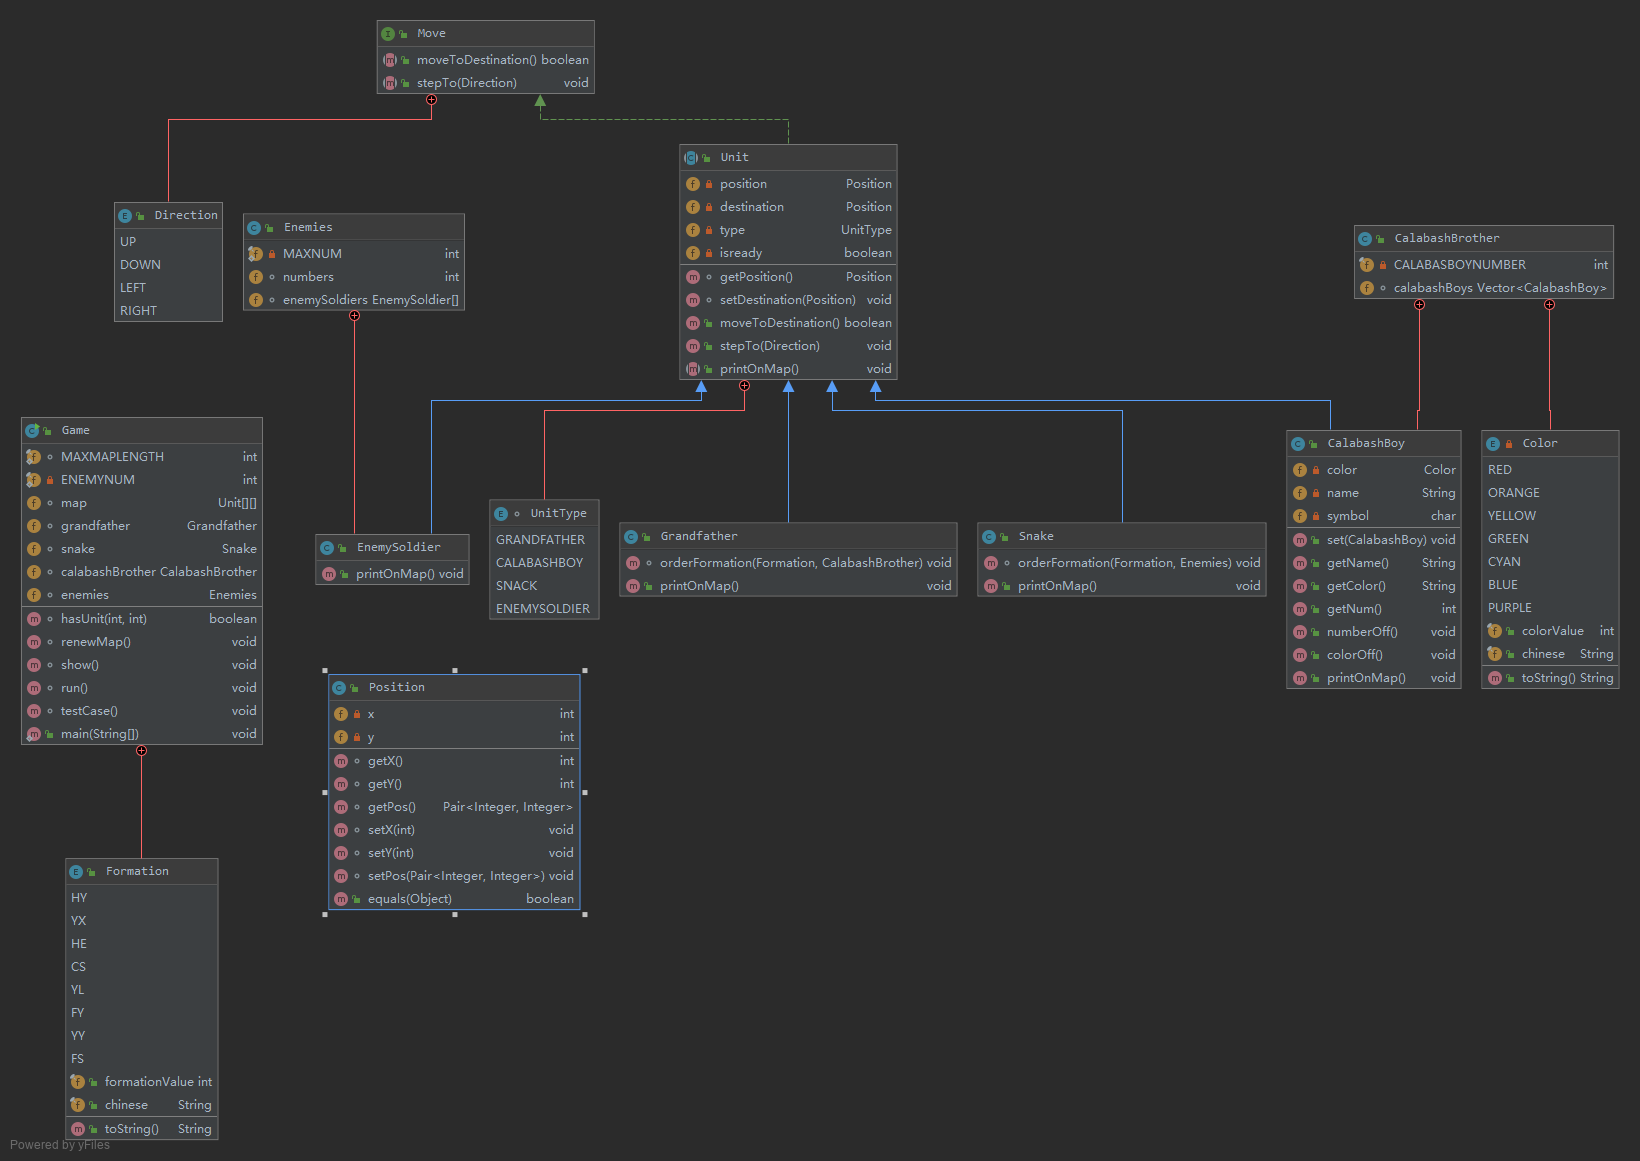 Move
moveToDestination() boolean
stepTo(Direction) void
Direction
UP
DOWN
LEFT
RIGHT
Enemies
MAXNUM int
numbers int
enemySoldiers EnemySoldier[]
Unit
position Position
destination Position
type UnitType
isready boolean
getPosition() Position
setDestination(Position) void
moveToDestination() boolean
stepTo(Direction) void
printOnMap() void
CalabashBrother
CALABASBOYNUMBER int
calabashBoys Vector<CalabashBoy>
Game
MAXMAPLENGTH int
ENEMYNUM int
map Unit[][]
grandfather Grandfather
snake Snake
calabashBrother CalabashBrother
enemies Enemies
hasUnit(int, int) boolean
renewMap() void
show() void
run() void
testCase() void
main(String[]) void
EnemySoldier
printOnMap() void
UnitType
GRANDFATHER
CALABASHBOY
SNACK
ENEMYSOLDIER
Grandfather
orderFormation(Formation, CalabashBrother) void
printOnMap() void
Snake
orderFormation(Formation, Enemies) void
printOnMap() void
CalabashBoy
color Color
name String
symbol char
set(CalabashBoy) void
getName() String
getColor() String
getNum() int
numberOff() void
colorOff() void
printOnMap() void
Color
RED
ORANGE
YELLOW
GREEN
CYAN
BLUE
PURPLE
colorValue int
chinese String
toString() String
Position
x int
y int
getX() int
getY() int
getPos() Pair<Integer, Integer>
setX(int) void
setY(int) void
setPos(Pair<Integer, Integer>) void
equals(Object) boolean
Formation
HY
YX
HE
CS
YL
FY
YY
FS
formationValue int
chinese String
toString() String
Powered by yFiles